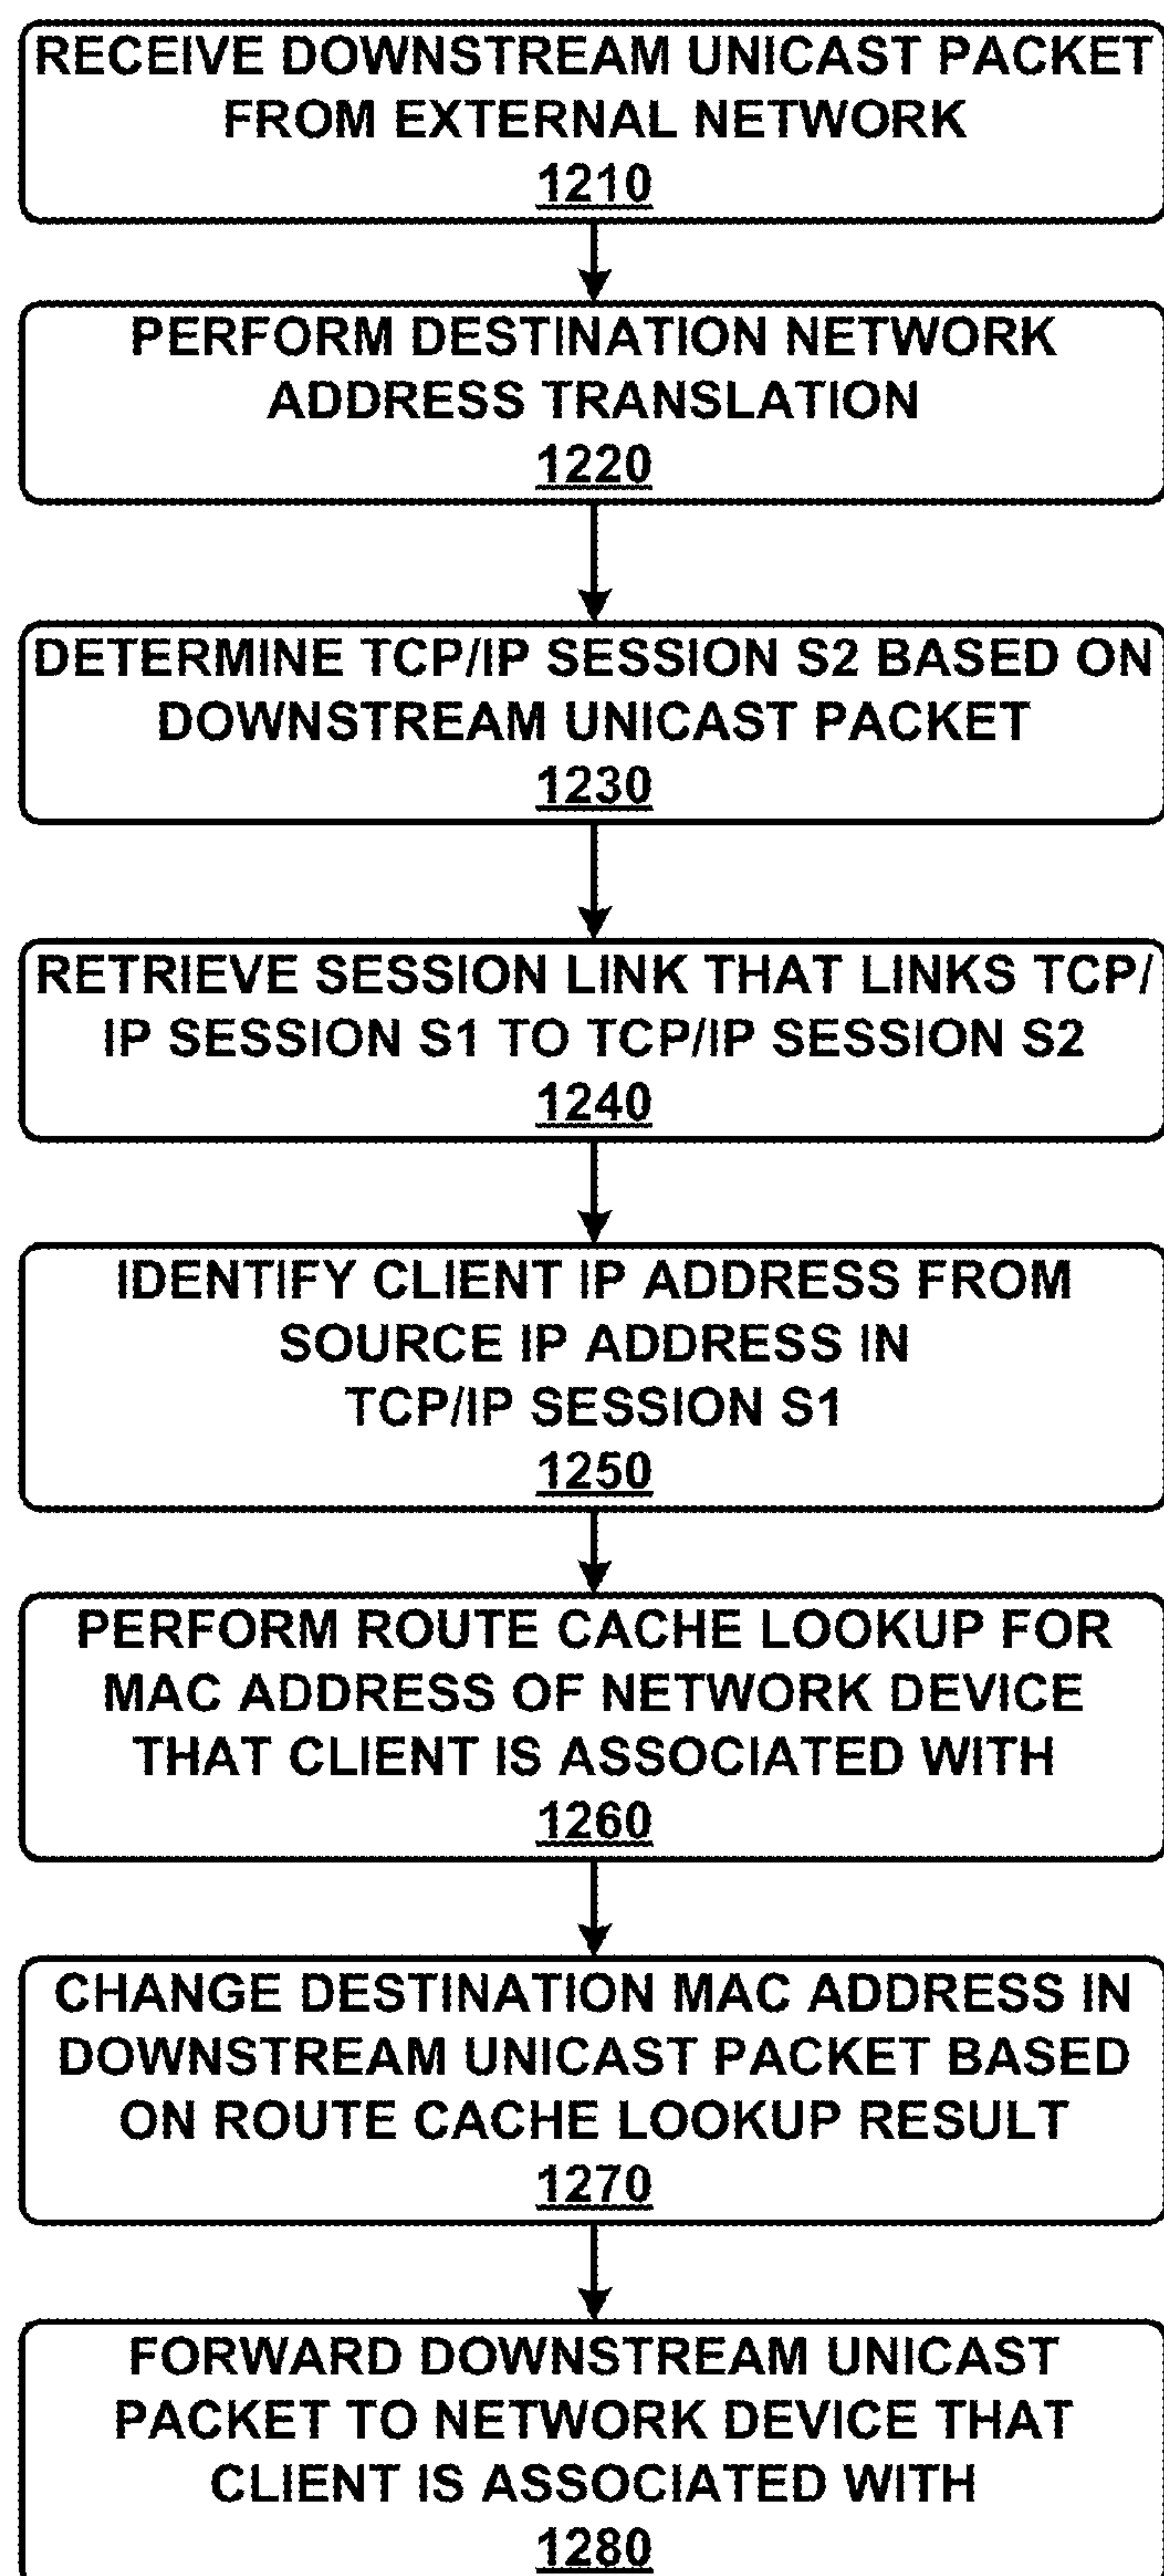 RECEIVE DOWNSTREAM UNICAST PACKET
FROM EXTERNAL NETWORK
1210
PERFORM DESTINATION NETWORK
ADDRESS TRANSLATION
1220
DETERMINE TCP/IP SESSION S2 BASED ON
DOWNSTREAM UNICAST PACKET
1230
RETRIEVE SESSION LINK THAT LINKS TCP/
IP SESSION S1 TO TCP/IP SESSION S2
1240
IDENTIFY CLIENT IP ADDRESS FROM
SOURCE IP ADDRESS IN
TCP/IP SESSION S1
1250
PERFORM ROUTE CACHE LOOKUP FOR
MAC ADDRESS OF NETWORK DEVICE
THAT CLIENT IS ASSOCIATED WITH
1260
CHANGE DESTINATION MAC ADDRESS IN
DOWNSTREAM UNICAST PACKET BASED
ON ROUTE CACHE LOOKUP RESULT
1270
FORWARD DOWNSTREAM UNICAST
PACKET TO NETWORK DEVICE THAT
CLIENT IS ASSOCIATED WITH
1280